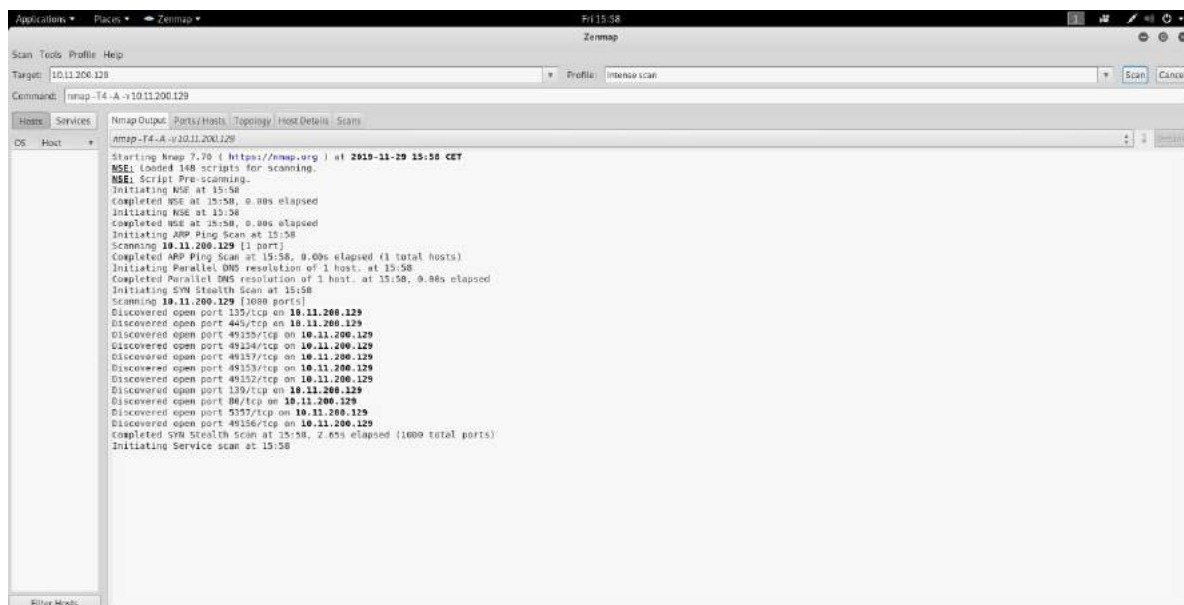 Applications Places Zenmap Fri 15:58 1
Zenmap
Scan Tools Profile Help
Target: 10.11.200.129 Profile: Intense scan Scan Cance
Command: nmap -T4 -A -v 10.11.200.129
Hosts Services Nmap Output Ports / Hosts Topology Host Details Scans
OS Host nmap -T4 -A -v 10.11.200.129
Starting Nmap 7.70 ( https://nmap.org ) at 2019-11-29 15:58 CET
NSE: Loaded 148 scripts for scanning.
NSE: Script Pre-scanning.
Initiating NSE at 15:58
Completed NSE at 15:58, 0.00s elapsed
Initiating NSE at 15:58
Completed NSE at 15:58, 0.00s elapsed
Initiating ARP Ping Scan at 15:58
Scanning 10.11.200.129 [1 port]
Completed ARP Ping Scan at 15:58, 0.00s elapsed (1 total hosts)
Initiating Parallel DNS resolution of 1 host. at 15:58
Completed Parallel DNS resolution of 1 host. at 15:58, 0.00s elapsed
Initiating SYN Stealth Scan at 15:58
Scanning 10.11.200.129 [1000 ports]
Discovered open port 135/tcp on 10.11.200.129
Discovered open port 445/tcp on 10.11.200.129
Discovered open port 49155/tcp on 10.11.200.129
Discovered open port 49154/tcp on 10.11.200.129
Discovered open port 49157/tcp on 10.11.200.129
Discovered open port 49153/tcp on 10.11.200.129
Discovered open port 49152/tcp on 10.11.200.129
Discovered open port 139/tcp on 10.11.200.129
Discovered open port 80/tcp on 10.11.200.129
Discovered open port 5357/tcp on 10.11.200.129
Discovered open port 49156/tcp on 10.11.200.129
Completed SYN Stealth Scan at 15:58, 2.65s elapsed (1000 total ports)
Initiating Service scan at 15:58
Filter Hosts